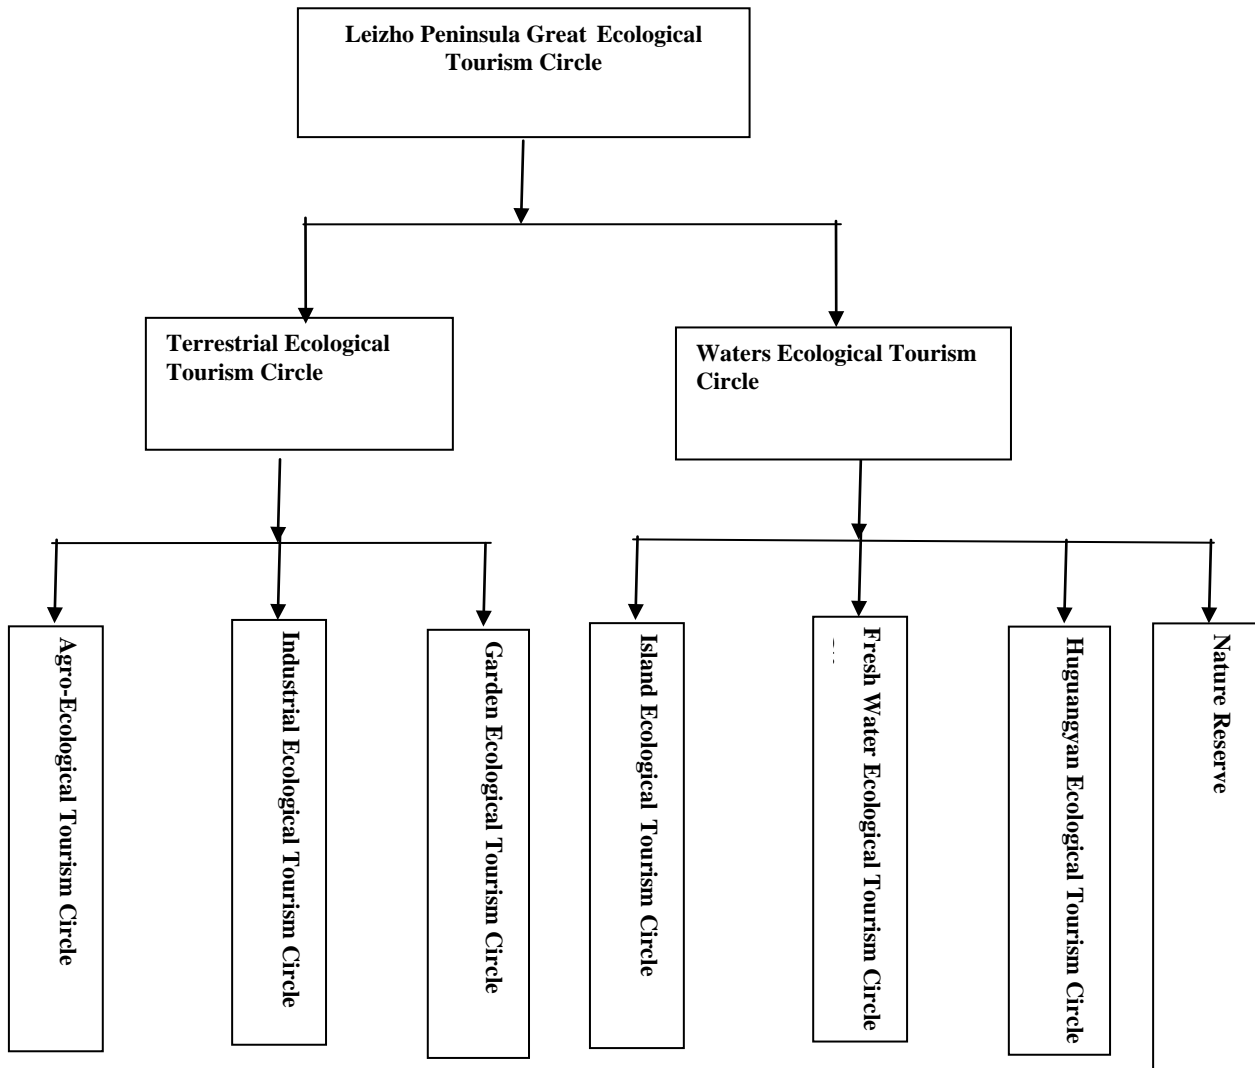 Leizho Peninsula Great Ecological
Tourism Circle
Terrestrial Ecological
Tourism Circle
Waters Ecological Tourism
Circle
Agro-Ecological Tourism Circle
Industrial Ecological Tourism Circle
Garden Ecological Tourism Circle
Island Ecological Tourism Circle
Fresh Water Ecological Tourism Circle
Huguangyan Ecological Tourism Circle
Nature Reserve